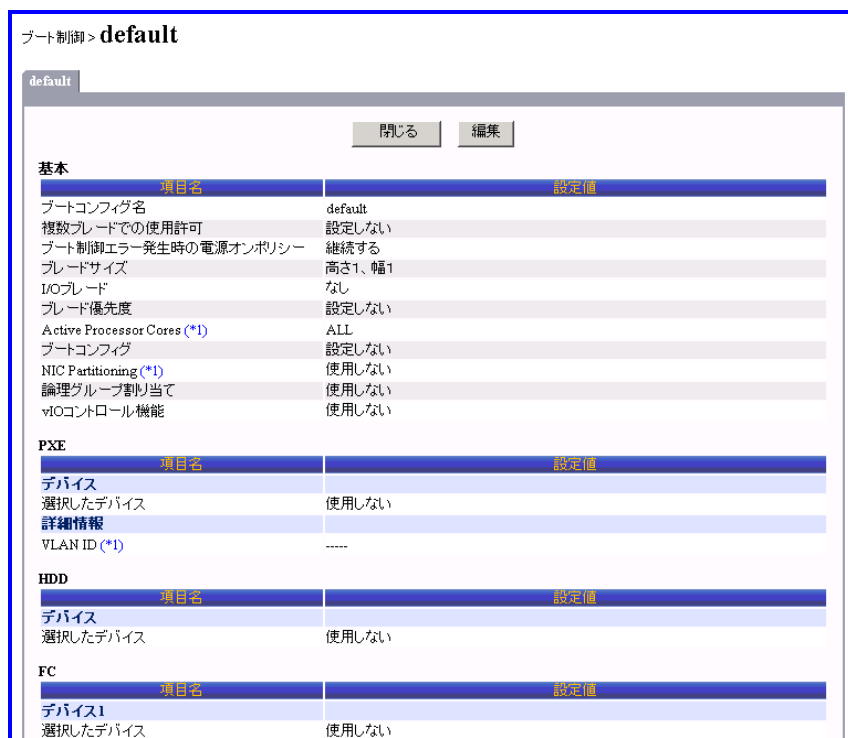 ブート制御 > default
default
閉じる 編集
基本
項目名 設定値
ブートコンフィグ名 default
複数ブレードでの使用許可 設定しない
ブート制御エラー発生時の電源オンポリシー 継続する
ブレードサイズ 高さ1、幅1
I/Oブレード なし
ブレード優先度 設定しない
Active Processor Cores (*1) ALL
ブートコンフィグ 設定しない
NIC Partitioning (*1) 使用しない
論理グループ割り当て 使用しない
vIOコントロール機能 使用しない
PXE
項目名 設定値
デバイス
選択したデバイス 使用しない
詳細情報
VLAN ID (*1) -----
HDD
項目名 設定値
デバイス
選択したデバイス 使用しない
FC
項目名 設定値
デバイス1
選択したデバイス 使用しない